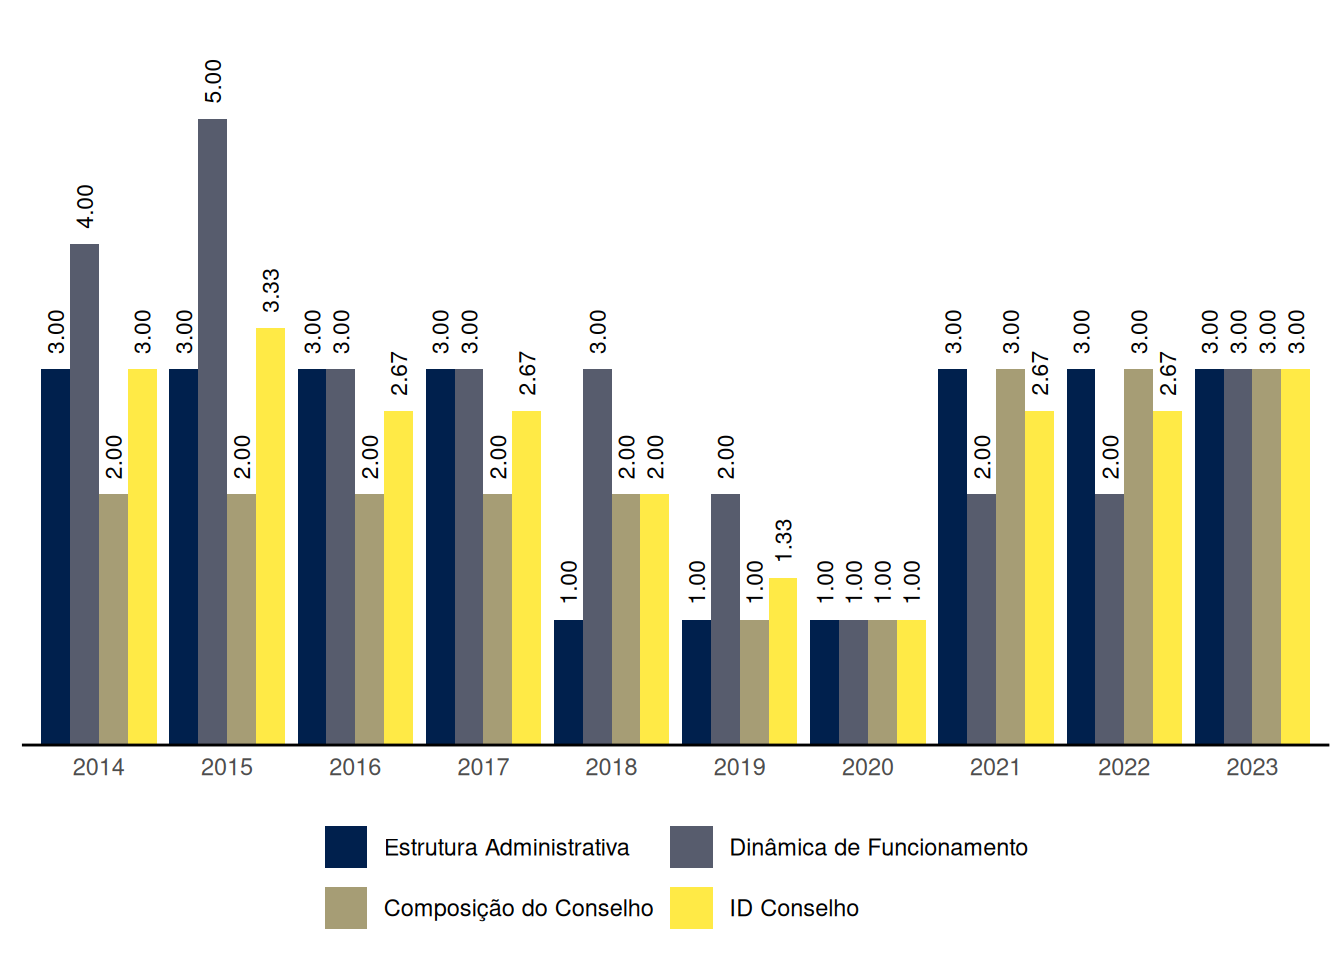 3.00 4.00 2.00 3.00
3.00 5.00 2.00 3.33
3.00 3.00 2.00 2.67
3.00 3.00 2.00 2.67
1.00 3.00 2.00 2.00
1.00 2.00 1.00 1.33
1.00 1.00 1.00 1.00
3.00 2.00 3.00 2.67
3.00 2.00 3.00 2.67
3.00 3.00 3.00 3.00
2014 2015 2016 2017 2018 2019 2020 2021 2022 2023
Estrutura Administrativa Dinâmica de Funcionamento
Composição do Conselho ID Conselho